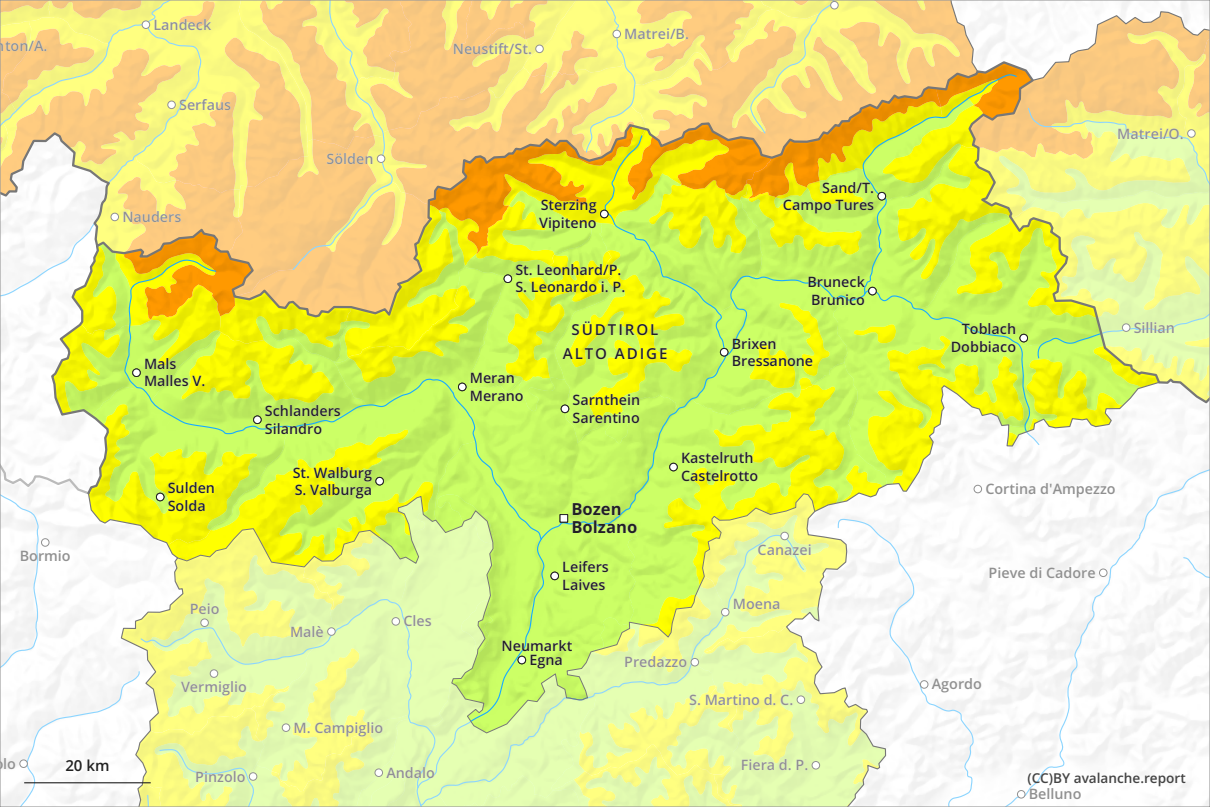 Landeck
nton/A.
Neustift/St.
Matrei/B.
Serfaus
Matrei/O.
Sölden
Nauders
Sand/T.
Campo Tures
Sterzing
Vipiteno
St. Leonhard/P.
S. Leonardo i. P.
Bruneck
Brunico
SÜDTIROL
ALTO ADIGE
Toblach
Dobbiaco
Sillian
Brixen
Bressanone
Mals
Malles V.
Meran
Merano
Sarnthein
Sarentino
Schlanders
Silandro
Kastelruth
Castelrotto
St. Walburg
S. Valburga
Sulden
Solda
Cortina d'Ampezzo
Bozen
Bolzano
Bormio
Canazei
Leifers
Laives
Pieve di Cadore
Peio
Moena
Malè
Cles
Neumarkt
Egna
Predazzo
Vermiglio
Agordo
S. Martino d. C.
M. Campiglio
olo
20 km
Pinzolo
Andalo
Fiera d. P.
(CC)BY avalanche.report
Belluno